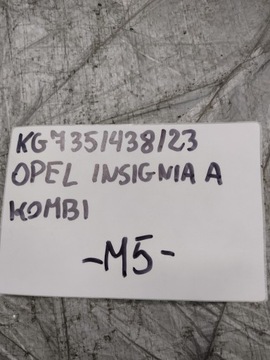 KG7351438123
OPEL INSIGNIA A
KOMBI
-M5-